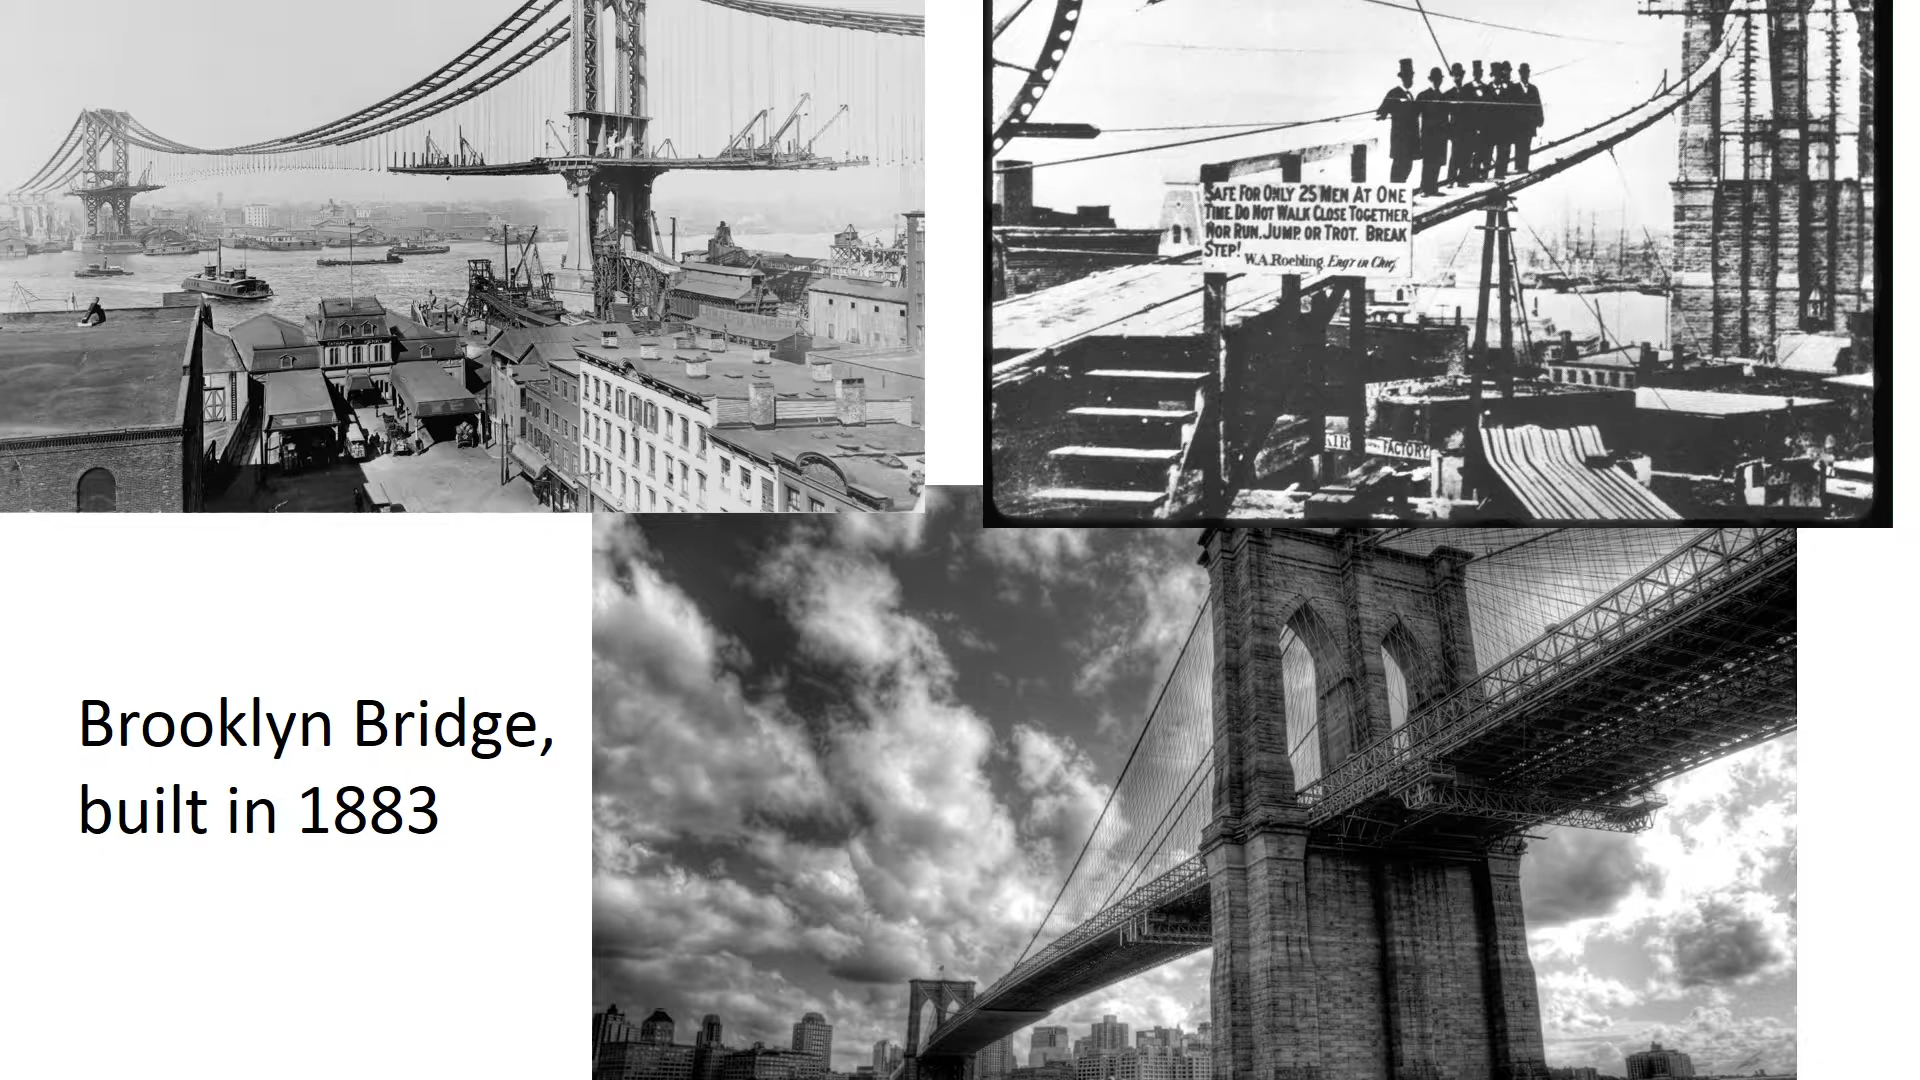 SAFE FOR ONLY 25 MEN AT ONE
TIME. DO NOT WALK CLOSE TOGETHER.
NOR RUN, JUMP, OR TROT. BREAK
STEP!
W.A.Roebling, Eng'r in Chief.
FACTORY
Brooklyn Bridge,
built in 1883